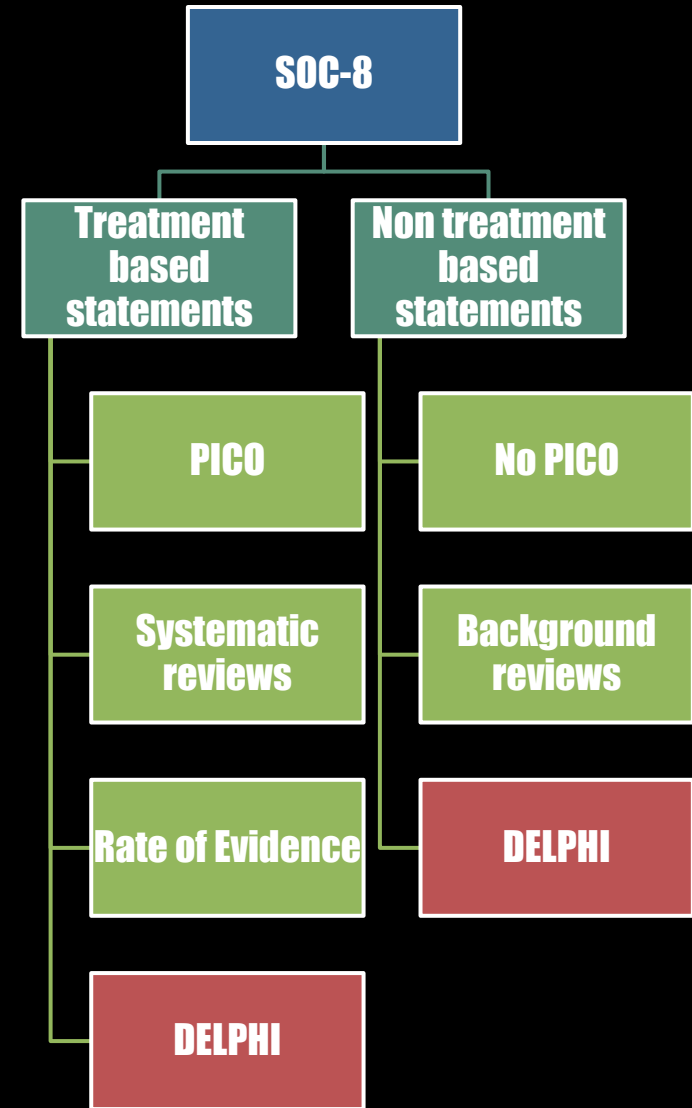 SOC-8
Treatment
based
statements
Non treatment
based
statements
PICO
No PICO
Systematic
reviews
Background
reviews
Rate of Evidence
DELPHI
DELPHI